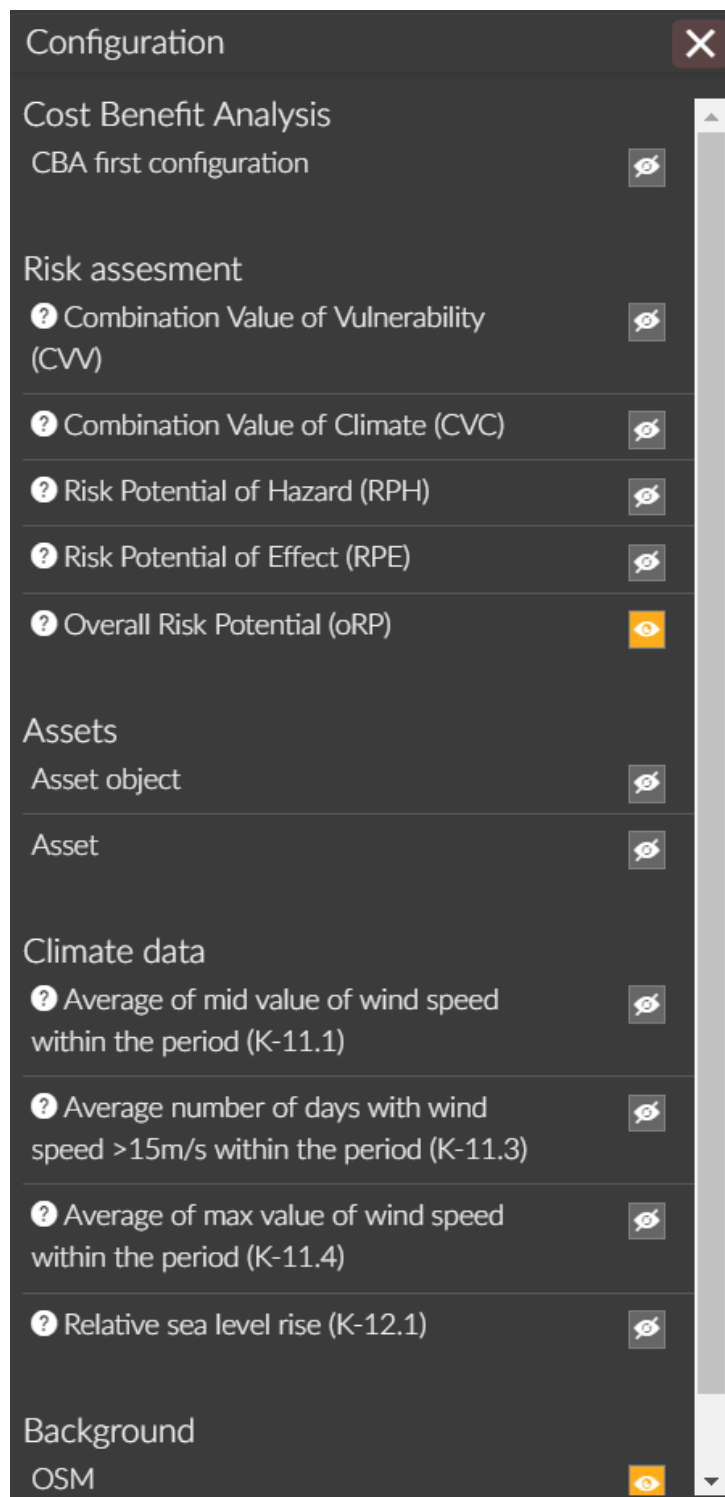 Configuration
Cost Benefit Analysis
CBA first configuration
Risk assesment
Combination Value of Vulnerability
(CVV)
Combination Value of Climate (CVC)
Risk Potential of Hazard (RPH)
Risk Potential of Effect (RPE)
Overall Risk Potential (oRP)
Assets
Asset object
Asset
Climate data
Average of mid value of wind speed
within the period (K-11.1)
Average number of days with wind
speed >15m/s within the period (K-11.3)
Average of max value of wind speed
within the period (K-11.4)
Relative sea level rise (K-12.1)
Background
OSM